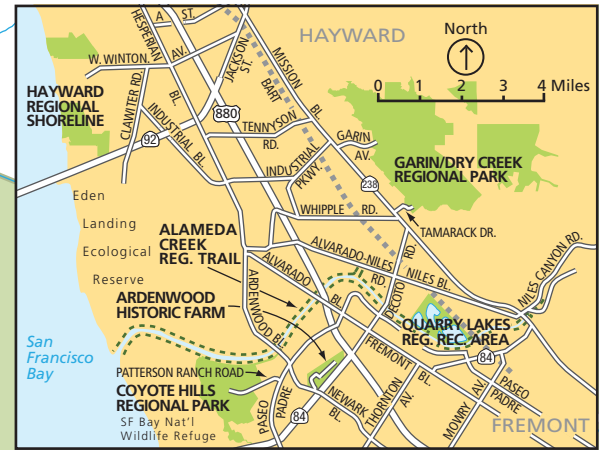 A ST.
HESPERIAN BL.
HAYWARD
North
W. WINTON AV.
JACKSON ST.
MISSION BL.
BART
0 1 2 3 4 Miles
HAYWARD
REGIONAL
SHORELINE
CLAWITER RD.
INDUSTRIAL BL.
880
92
TENNYSON
RD.
GARIN
AV.
INDUSTRIAL
PKWY.
GARIN/DRY CREEK
REGIONAL PARK
238
Eden
Landing
Ecological
Reserve
WHIPPLE RD.
TAMARACK DR.
ALAMEDA
CREEK
REG. TRAIL
ALVARADO-NILES
RD.
NILES BL.
NILES CANYON RD.
ALVARADO BL.
DECOTO RD.
ARDENWOOD BL.
ARDENWOOD
HISTORIC FARM
QUARRY LAKES
REG. REC. AREA
San
Francisco
Bay
FREMONT BL.
84
PATTERSON RANCH ROAD
COYOTE HILLS
REGIONAL PARK
SF Bay Nat'l
Wildlife Refuge
PASEO
PADRE
84
NEWARK
BL.
THORNTON
AV.
MOWRY AV.
PASEO
PADRE
FREMONT